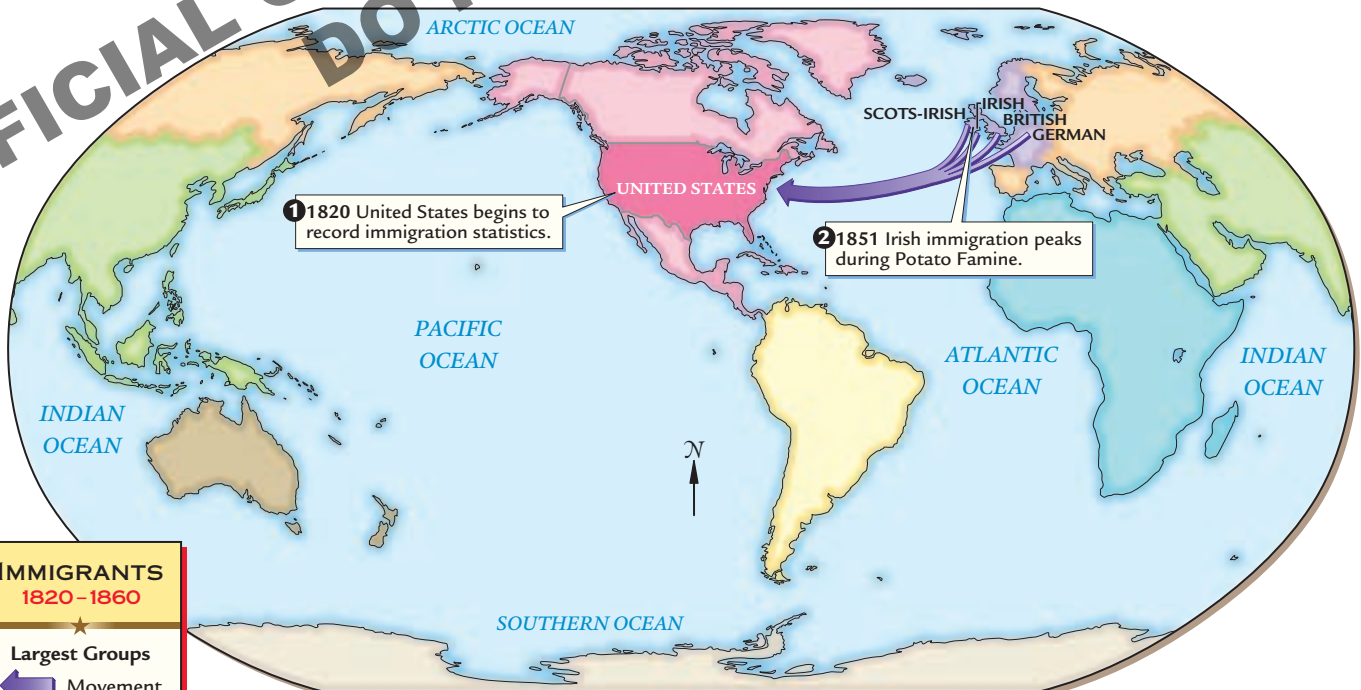 ARCTIC OCEAN
SCOTS-IRISH
IRISH
BRITISH
GERMAN
UNITED STATES
1 1820 United States begins to
record immigration statistics.
2 1851 Irish immigration peaks
during Potato Famine.
PACIFIC
OCEAN
ATLANTIC
OCEAN
INDIAN
OCEAN
INDIAN
OCEAN
N
SOUTHERN OCEAN
IMMIGRANTS
1820–1860
Largest Groups
Movement
FICIAL
DO